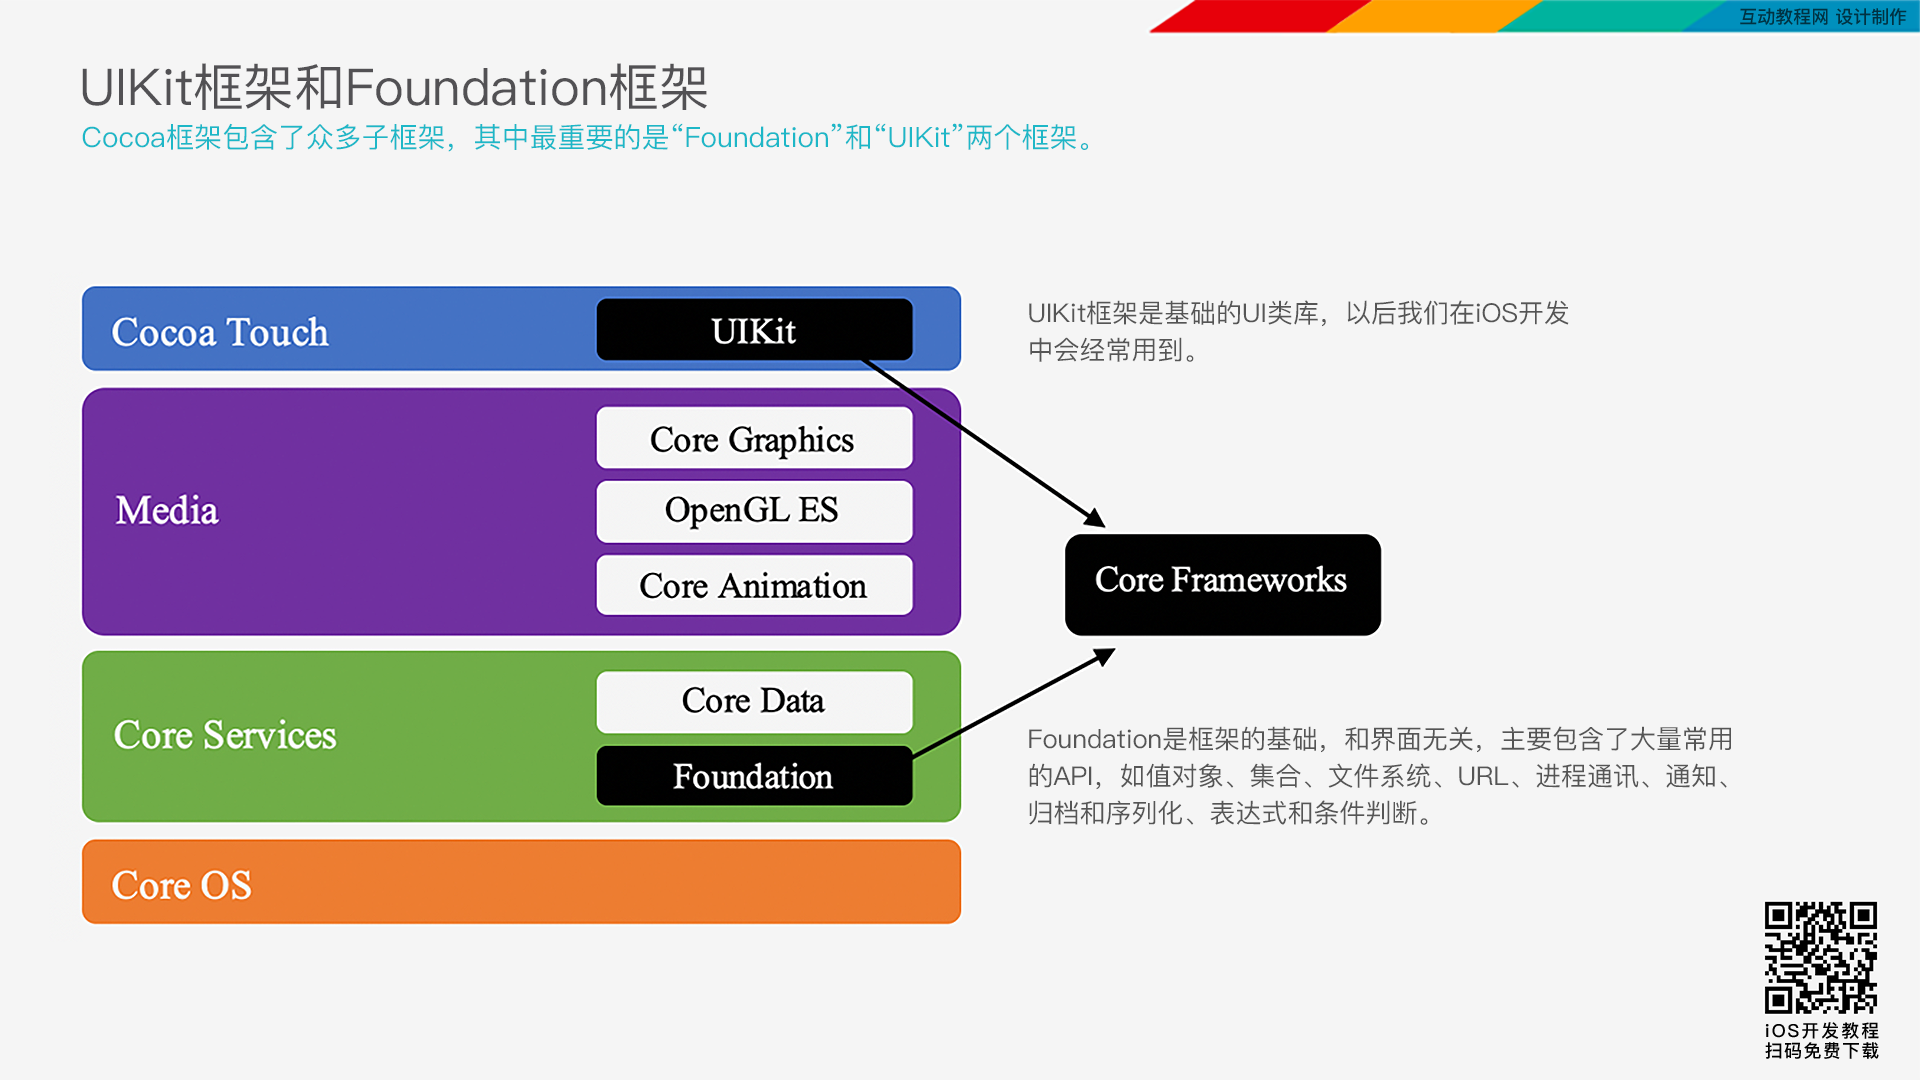 互动教程网 设计制作
UIKit框架和Foundation框架
Cocoa框架包含了众多子框架，其中最重要的是“Foundation”和“UIKit”两个框架。
Cocoa Touch
UIKit
UIKit框架是基础的UI类库，以后我们在iOS开发
中会经常用到。
Media
Core Graphics
OpenGL ES
Core Animation
Core Frameworks
Core Services
Core Data
Foundation
Foundation是框架的基础，和界面无关，主要包含了大量常用
的API，如值对象、集合、文件系统、URL、进程通讯、通知、
归档和序列化、表达式和条件判断。
Core OS
iOS开发教程
扫码免费下载